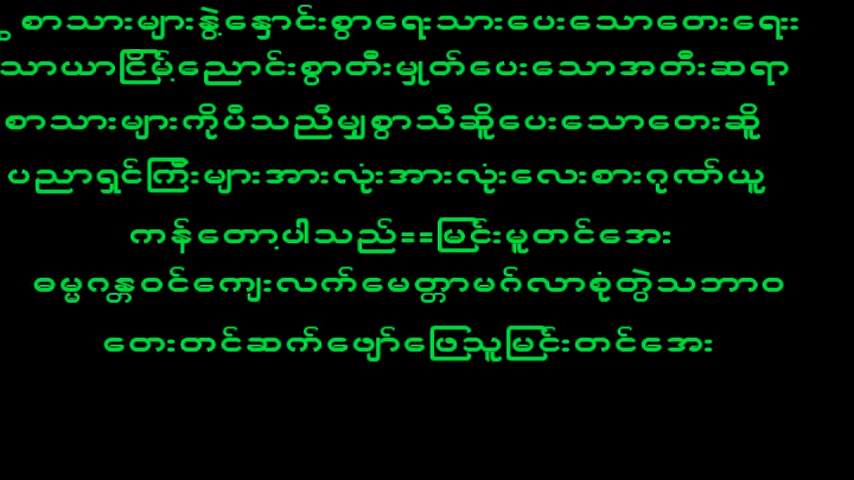 စာသားများနဲ့နှောင်းစွာရေးသားပေးသောတေးရေး
သာယာငြိမ့်ညောင်းစွာတီးမှုတ်ပေးသောအတီးဆရာ
စာသားများကိုပီသညီမျှစွာသီဆိူပေးသောတေးဆိူ
ပညာရှင်ကြီးများအားလုံးအားလုံးလေးစားဂုဏ်ယူ
ကန်တော့ပါသည်==မြင်းမူတင်အေး
ဓမ္မဂန္တဝင်ကျေးလက်မေတ္တာမဂ်လာစုံတွဲသဘာဝ
တေးတင်ဆက်ဖျော်ဖြေသူမြင်းတင်အေး